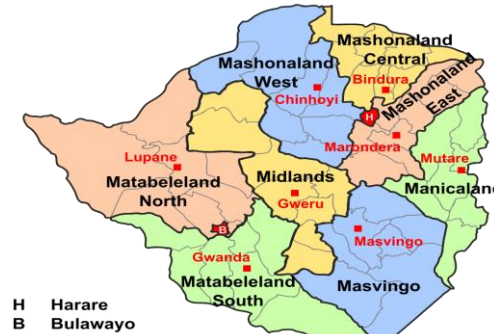 Mashonaland
Central
Mashonaland
West
Bindura
Mashonaland
East
Chinhoyi
H
Marondera
Lupane
Mutare
Midlands
Matabeleland
North
Manicaland
Gweru
B
Masvingo
Gwanda
Matabeleland
South
Masvingo
H Harare
B Bulawayo